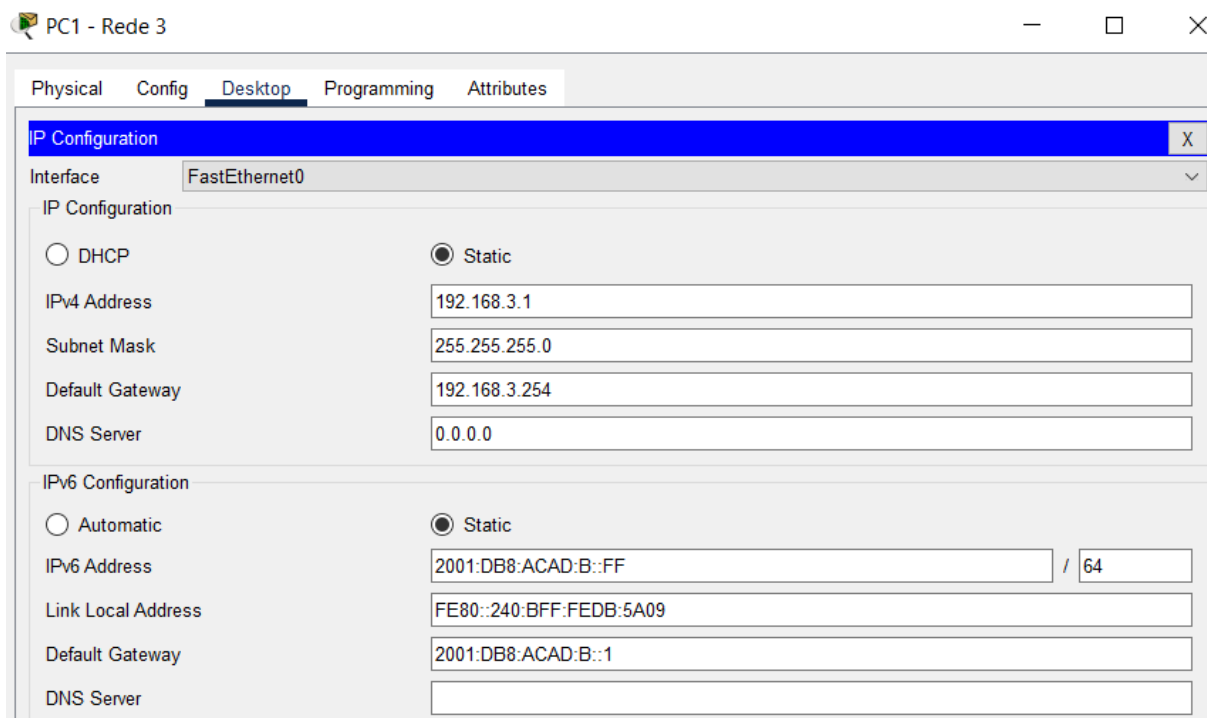 PC1 - Rede 3
Physical Config Desktop Programming Attributes
IP Configuration X
Interface FastEthernet0
IP Configuration
DHCP Static
IPv4 Address 192.168.3.1
Subnet Mask 255.255.255.0
Default Gateway 192.168.3.254
DNS Server 0.0.0.0
IPv6 Configuration
Automatic Static
IPv6 Address 2001:DB8:ACAD:B::FF / 64
Link Local Address FE80::240:BFF:FEDB:5A09
Default Gateway 2001:DB8:ACAD:B::1
DNS Server